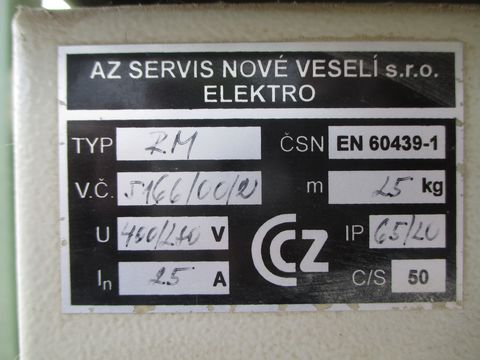 AZ SERVIS NOVÉ VESELÍ s.r.o.
ELEKTRO
TYP RM ČSN EN 60439-1
V.Č. 5166/00/2 m 25 kg
U 400/230 V IP 65/20
In 25 A CCZ C/S 50